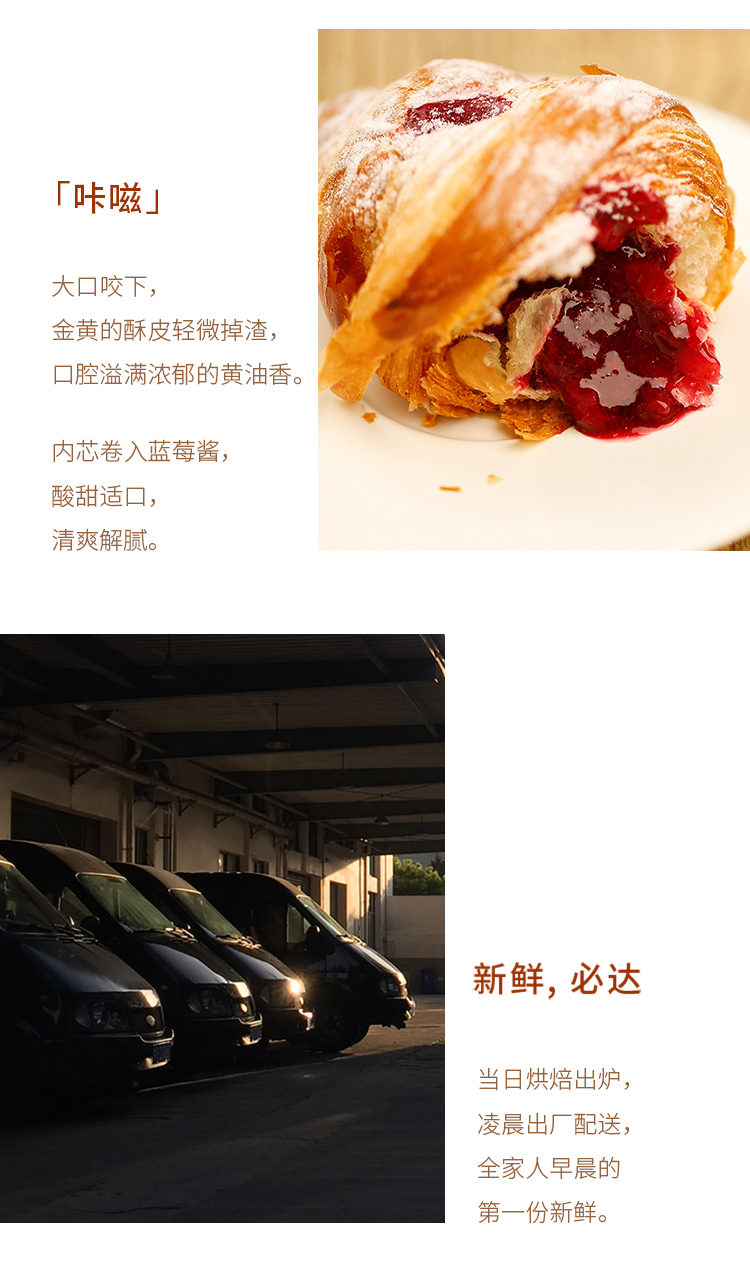 「咔嗞」
大口咬下，
金黄的酥皮轻微掉渣，
口腔溢满浓郁的黄油香。
内芯卷入蓝莓酱，
酸甜适口，
清爽解腻。
新鲜，必达
当日烘焙出炉，
凌晨出厂配送，
全家人早晨的
第一份新鲜。